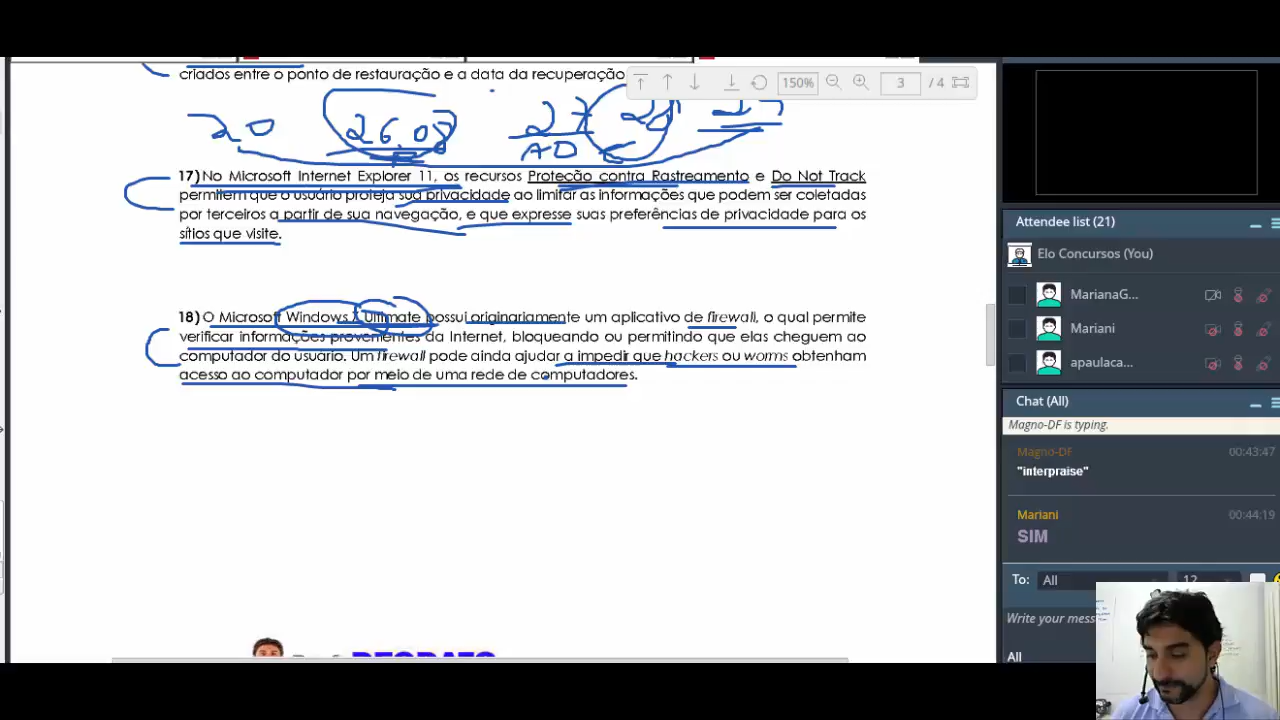 criados entre o ponto de restauração e a data da recuperação
150%
3 / 4
20 26.08 27 28 29
AD
17) No Microsoft Internet Explorer 11, os recursos Proteção contra Rastreamento e Do Not Track
permitem que o usuário proteja sua privacidade ao limitar as informações que podem ser coletadas
por terceiros a partir de sua navegação, e que expresse suas preferências de privacidade para os
sítios que visite.
18) O Microsoft Windows 7 Ultimate possui originariamente um aplicativo de firewall, o qual permite
verificar informações provenientes da Internet, bloqueando ou permitindo que elas cheguem ao
computador do usuário. Um firewall pode ainda ajudar a impedir que hackers ou worms obtenham
acesso ao computador por meio de uma rede de computadores.
Attendee list (21)
Elo Concursos (You)
MarianaG...
Mariani
apaulaca...
Chat (All)
Magno-DF is typing.
Magno-DF 00:43:47
"interpraise"
Mariani 00:44:19
SIM
To: All 12
Write your mess
All